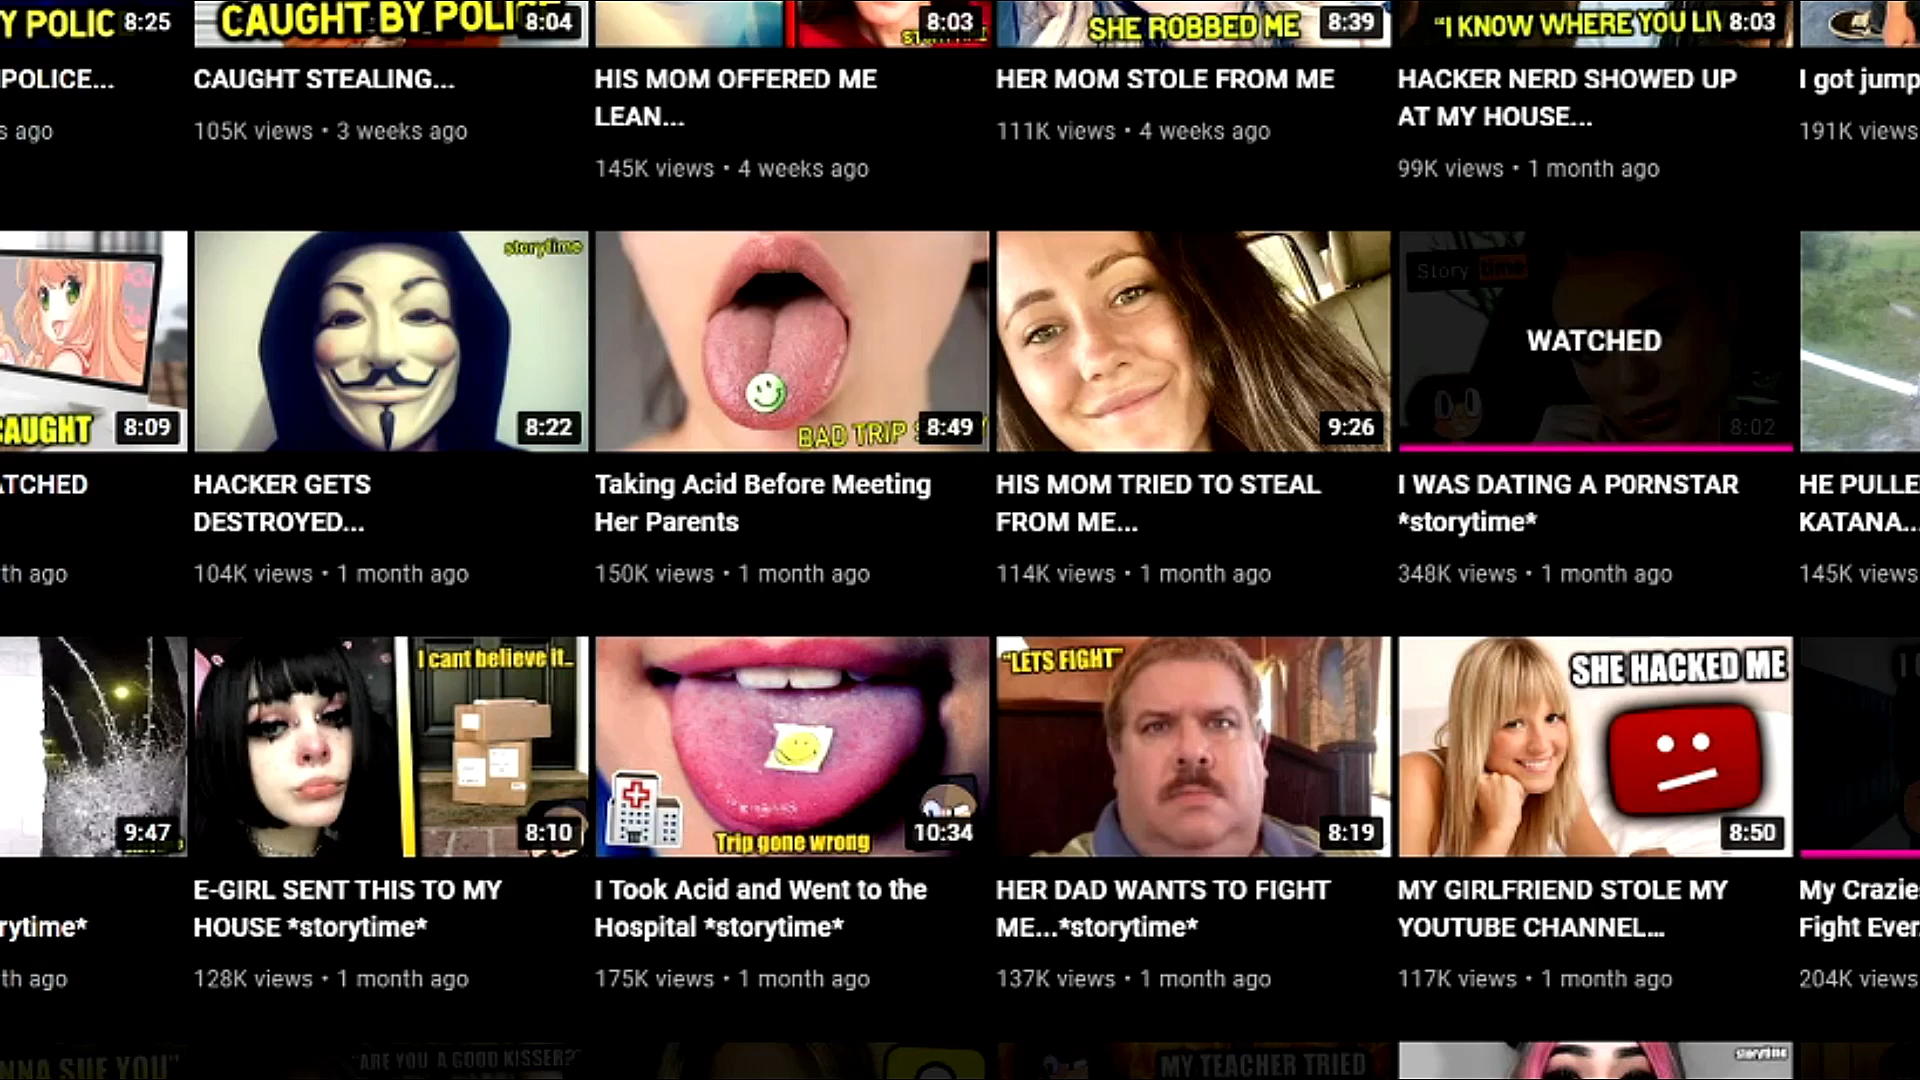 Y POLIC 8:25
CAUGHT BY POLI 8:04
8:03
SHE ROBBED ME 8:39
"I KNOW WHERE YOU LIV 8:03
POLICE...
s ago
CAUGHT STEALING...
105K views • 3 weeks ago
HIS MOM OFFERED ME
LEAN...
145K views • 4 weeks ago
HER MOM STOLE FROM ME
111K views • 4 weeks ago
HACKER NERD SHOWED UP
AT MY HOUSE...
99K views • 1 month ago
I got jump
191K views
CAUGHT 8:09
storytime
8:22
BAD TRIP 8:49
9:26
Story time
WATCHED
8:02
ATCHED
th ago
HACKER GETS
DESTROYED...
104K views • 1 month ago
Taking Acid Before Meeting
Her Parents
150K views • 1 month ago
HIS MOM TRIED TO STEAL
FROM ME...
114K views • 1 month ago
I WAS DATING A P0RNSTAR
*storytime*
348K views • 1 month ago
HE PULLE
KATANA...
145K views
9:47
I cant believe it..
8:10
Trip gone wrong
10:34
"LETS FIGHT"
8:19
SHE HACKED ME
8:50
rytime*
th ago
E-GIRL SENT THIS TO MY
HOUSE *storytime*
128K views • 1 month ago
I Took Acid and Went to the
Hospital *storytime*
175K views • 1 month ago
HER DAD WANTS TO FIGHT
ME...*storytime*
137K views • 1 month ago
MY GIRLFRIEND STOLE MY
YOUTUBE CHANNEL...
117K views • 1 month ago
My Crazies
Fight Ever
204K views
NNA SUE YOU"
"ARE YOU A GOOD KISSER?"
MY TEACHER TRIED
storytime